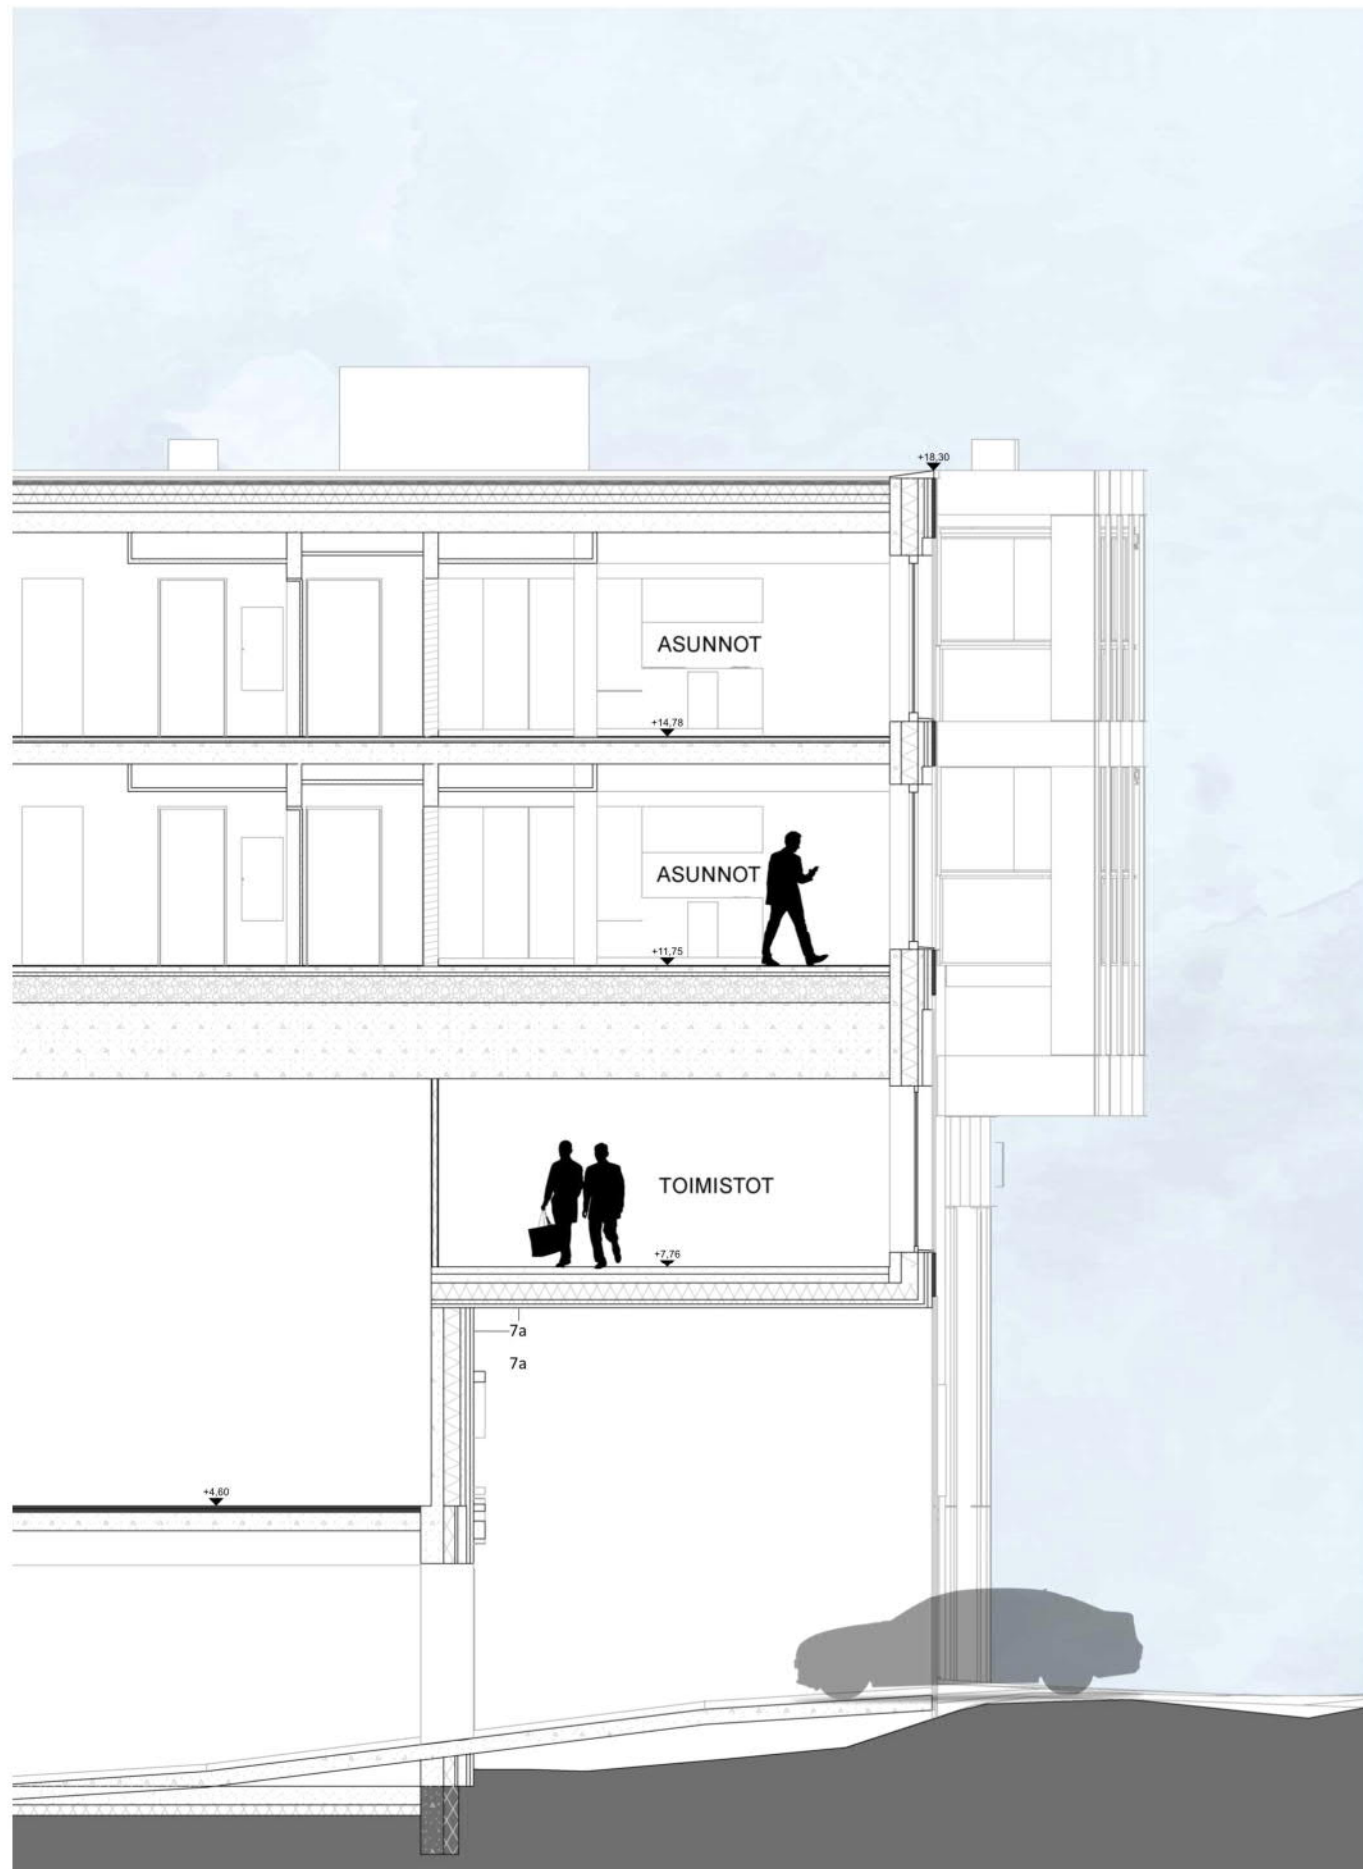 +18,30
ASUNNOT
+14,78
ASUNNOT
+11,75
TOIMISTOT
+7,76
7a
7a
+4,60